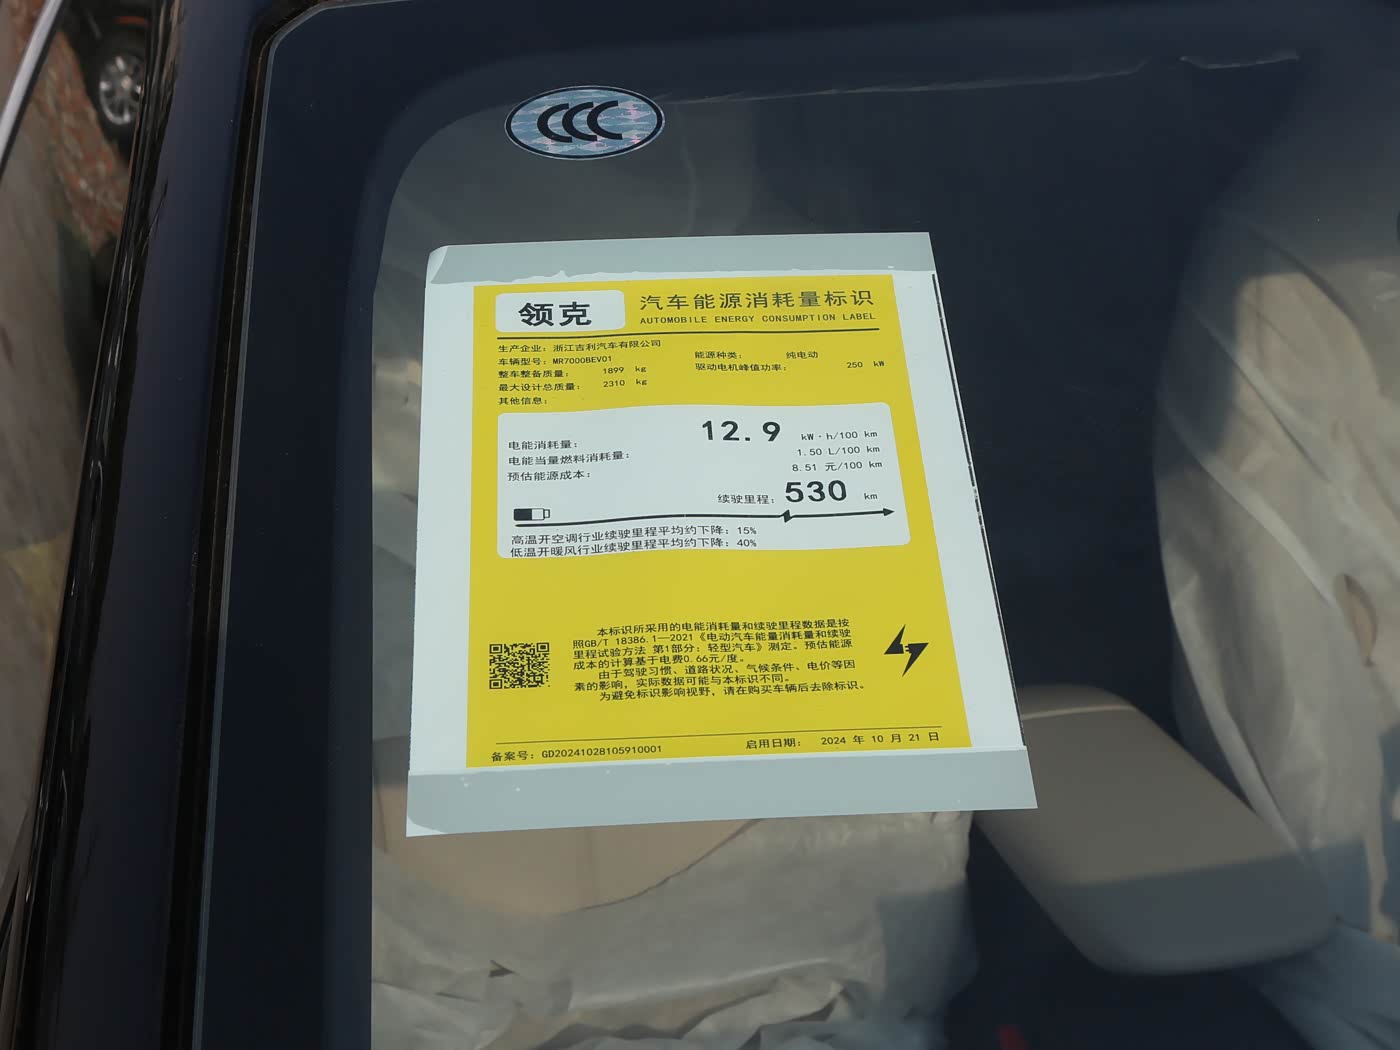 CCC
领克
汽车能源消耗量标识
AUTOMOBILE ENERGY CONSUMPTION LABEL
生产企业：浙江吉利汽车有限公司
车辆型号：MR7000BEV01
能源种类： 纯电动
整车整备质量： 1899 kg
驱动电机峰值功率： 250 kW
最大设计总质量： 2310 kg
其他信息：
电能消耗量： 12.9 kW·h/100 km
电能当量燃料消耗量： 1.50 L/100 km
预估能源成本： 8.51 元/100 km
续驶里程：530 km
高温开空调行业续驶里程平均约下降：15%
低温开暖风行业续驶里程平均约下降：40%
本标识所采用的电能消耗量和续驶里程数据是按
照GB/T 18386.1—2021《电动汽车能量消耗量和续驶
里程试验方法 第1部分：轻型汽车》测定。预估能源
成本的计算基于电费0.66元/度。
由于驾驶习惯、道路状况、气候条件、电价等因
素的影响，实际数据可能与本标识不同。
为避免标识影响视野，请在购买车辆后去除标识。
备案号：GD20241028105910001
启用日期： 2024 年 10 月 21 日